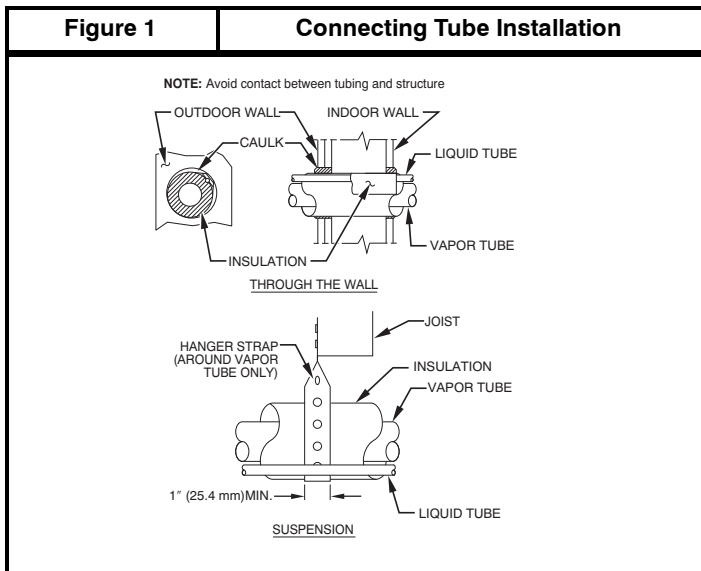 Figure 1
Connecting Tube Installation
NOTE: Avoid contact between tubing and structure
OUTDOOR WALL
INDOOR WALL
CAULK
LIQUID TUBE
VAPOR TUBE
INSULATION
THROUGH THE WALL
JOIST
HANGER STRAP
(AROUND VAPOR
TUBE ONLY)
INSULATION
VAPOR TUBE
1" (25.4 mm)MIN.
LIQUID TUBE
SUSPENSION